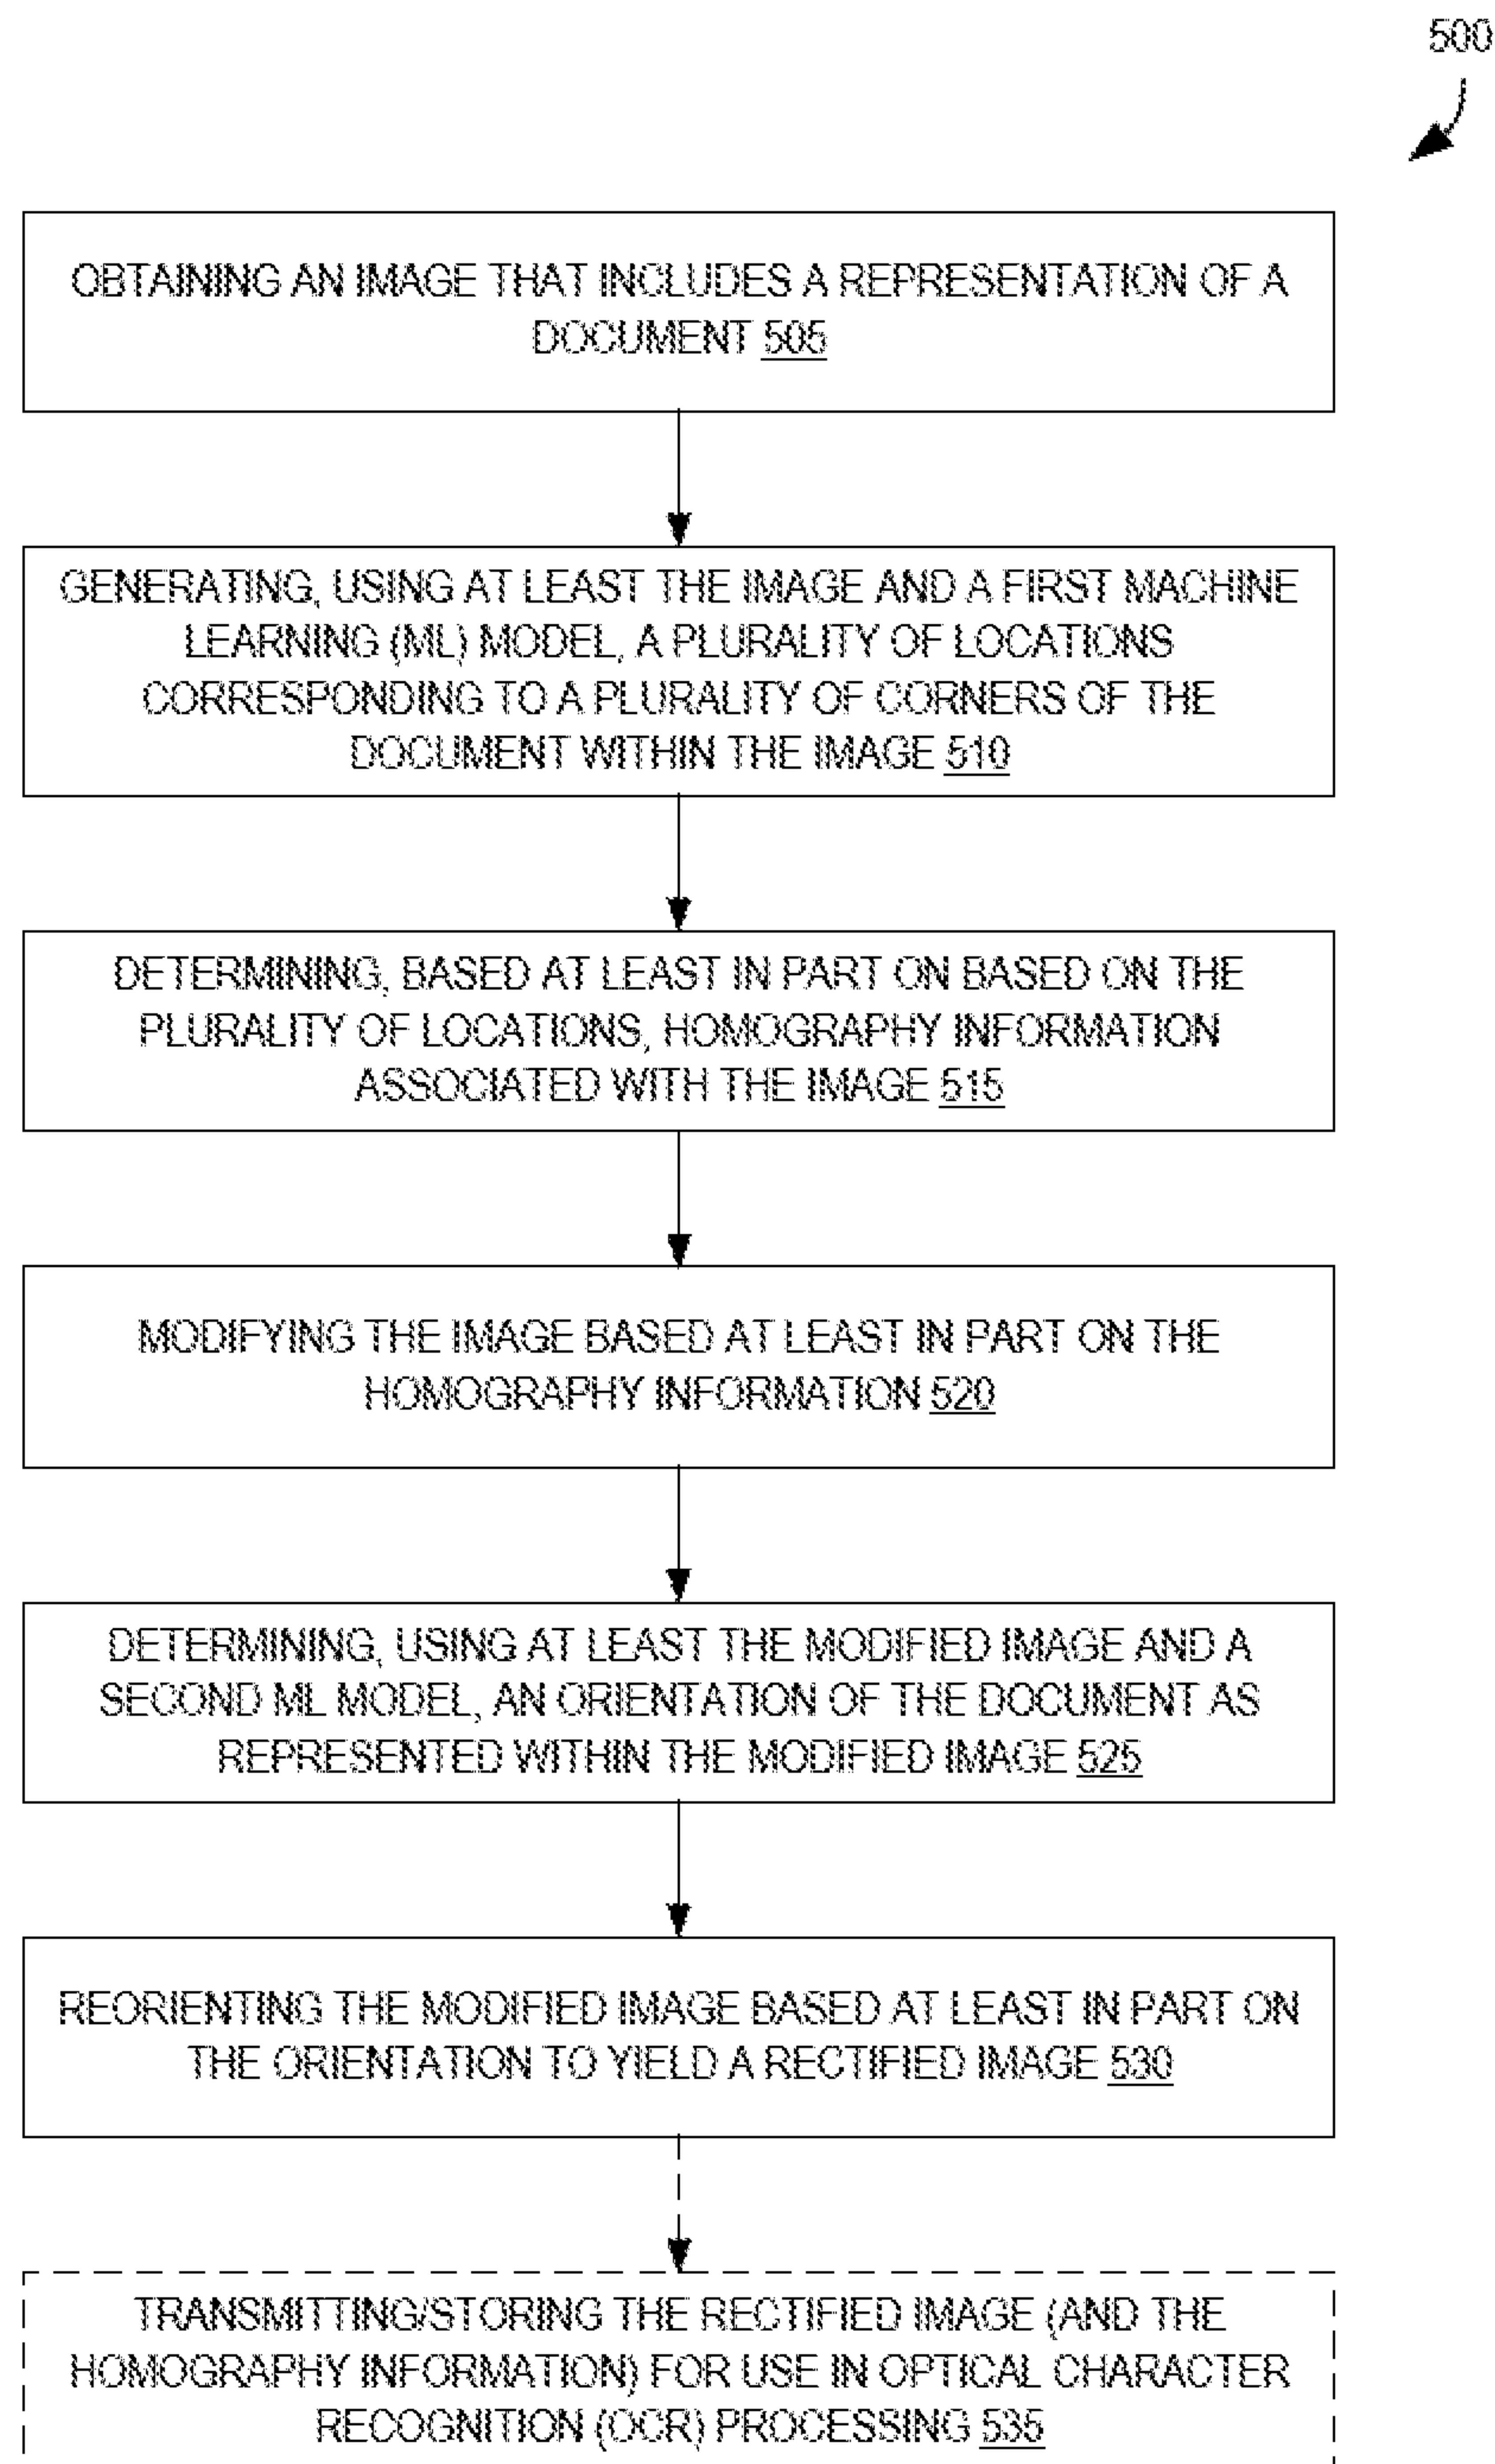 500
OBTAINING AN IMAGE THAT INCLUDES A REPRESENTATION OF A
DOCUMENT 505
GENERATING, USING AT LEAST THE IMAGE AND A FIRST MACHINE
LEARNING (ML) MODEL, A PLURALITY OF LOCATIONS
CORRESPONDING TO A PLURALITY OF CORNERS OF THE
DOCUMENT WITHIN THE IMAGE 510
DETERMINING, BASED AT LEAST IN PART ON BASED ON THE
PLURALITY OF LOCATIONS, HOMOGRAPHY INFORMATION
ASSOCIATED WITH THE IMAGE 515
MODIFYING THE IMAGE BASED AT LEAST IN PART ON THE
HOMOGRAPHY INFORMATION 520
DETERMINING, USING AT LEAST THE MODIFIED IMAGE AND A
SECOND ML MODEL, AN ORIENTATION OF THE DOCUMENT AS
REPRESENTED WITHIN THE MODIFIED IMAGE 525
REORIENTING THE MODIFIED IMAGE BASED AT LEAST IN PART ON
THE ORIENTATION TO YIELD A RECTIFIED IMAGE 530
TRANSMITTING/STORING THE RECTIFIED IMAGE (AND THE
HOMOGRAPHY INFORMATION) FOR USE IN OPTICAL CHARACTER
RECOGNITION (OCR) PROCESSING 535